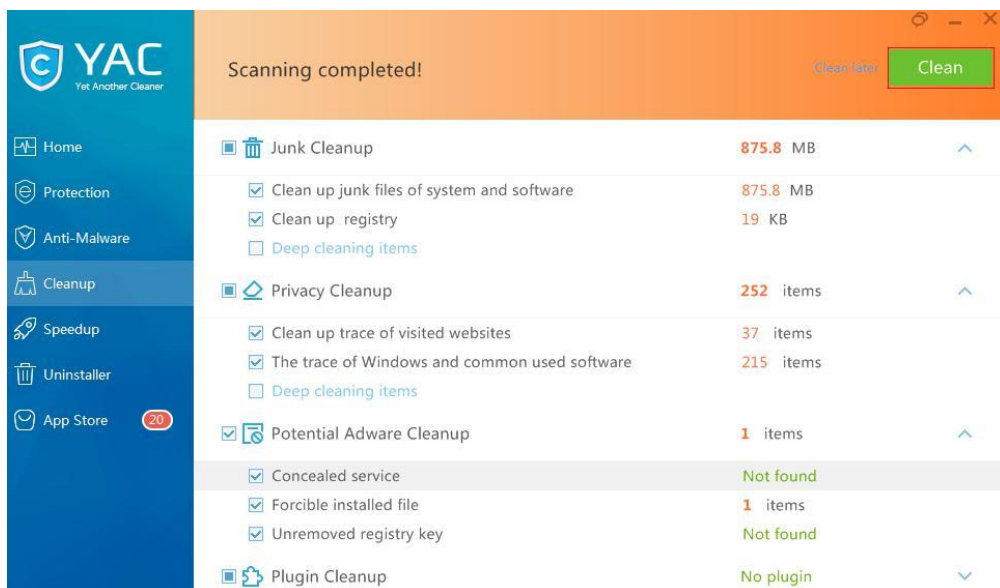 YAC
Yet Another Cleaner
Scanning completed!
Clean later
Clean
Home
Protection
Anti-Malware
Cleanup
Speedup
Uninstaller
App Store 20
Junk Cleanup 875.8 MB
Clean up junk files of system and software 875.8 MB
Clean up registry 19 KB
Deep cleaning items
Privacy Cleanup 252 items
Clean up trace of visited websites 37 items
The trace of Windows and common used software 215 items
Deep cleaning items
Potential Adware Cleanup 1 items
Concealed service Not found
Forcible installed file 1 items
Unremoved registry key Not found
Plugin Cleanup No plugin